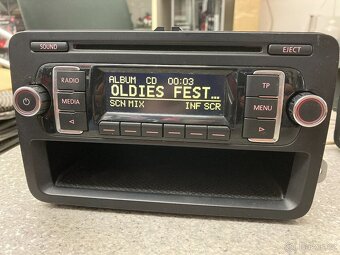 SOUND
EJECT
RADIO
MEDIA
ALBUM CD 00:03
OLDIES FEST...
SCN MIX INF SCR
TP
MENU